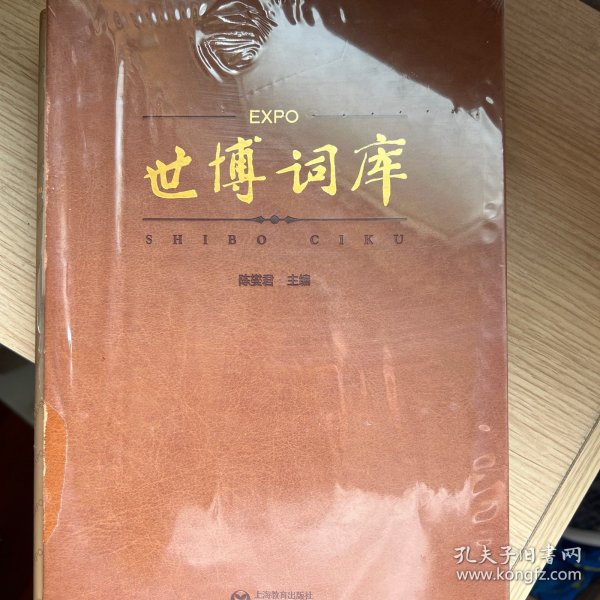 EXPO
世博词库
SHIBO CIKU
陈燮君 主编
上海教育出版社
孔夫子旧书网
www.kongfz.com